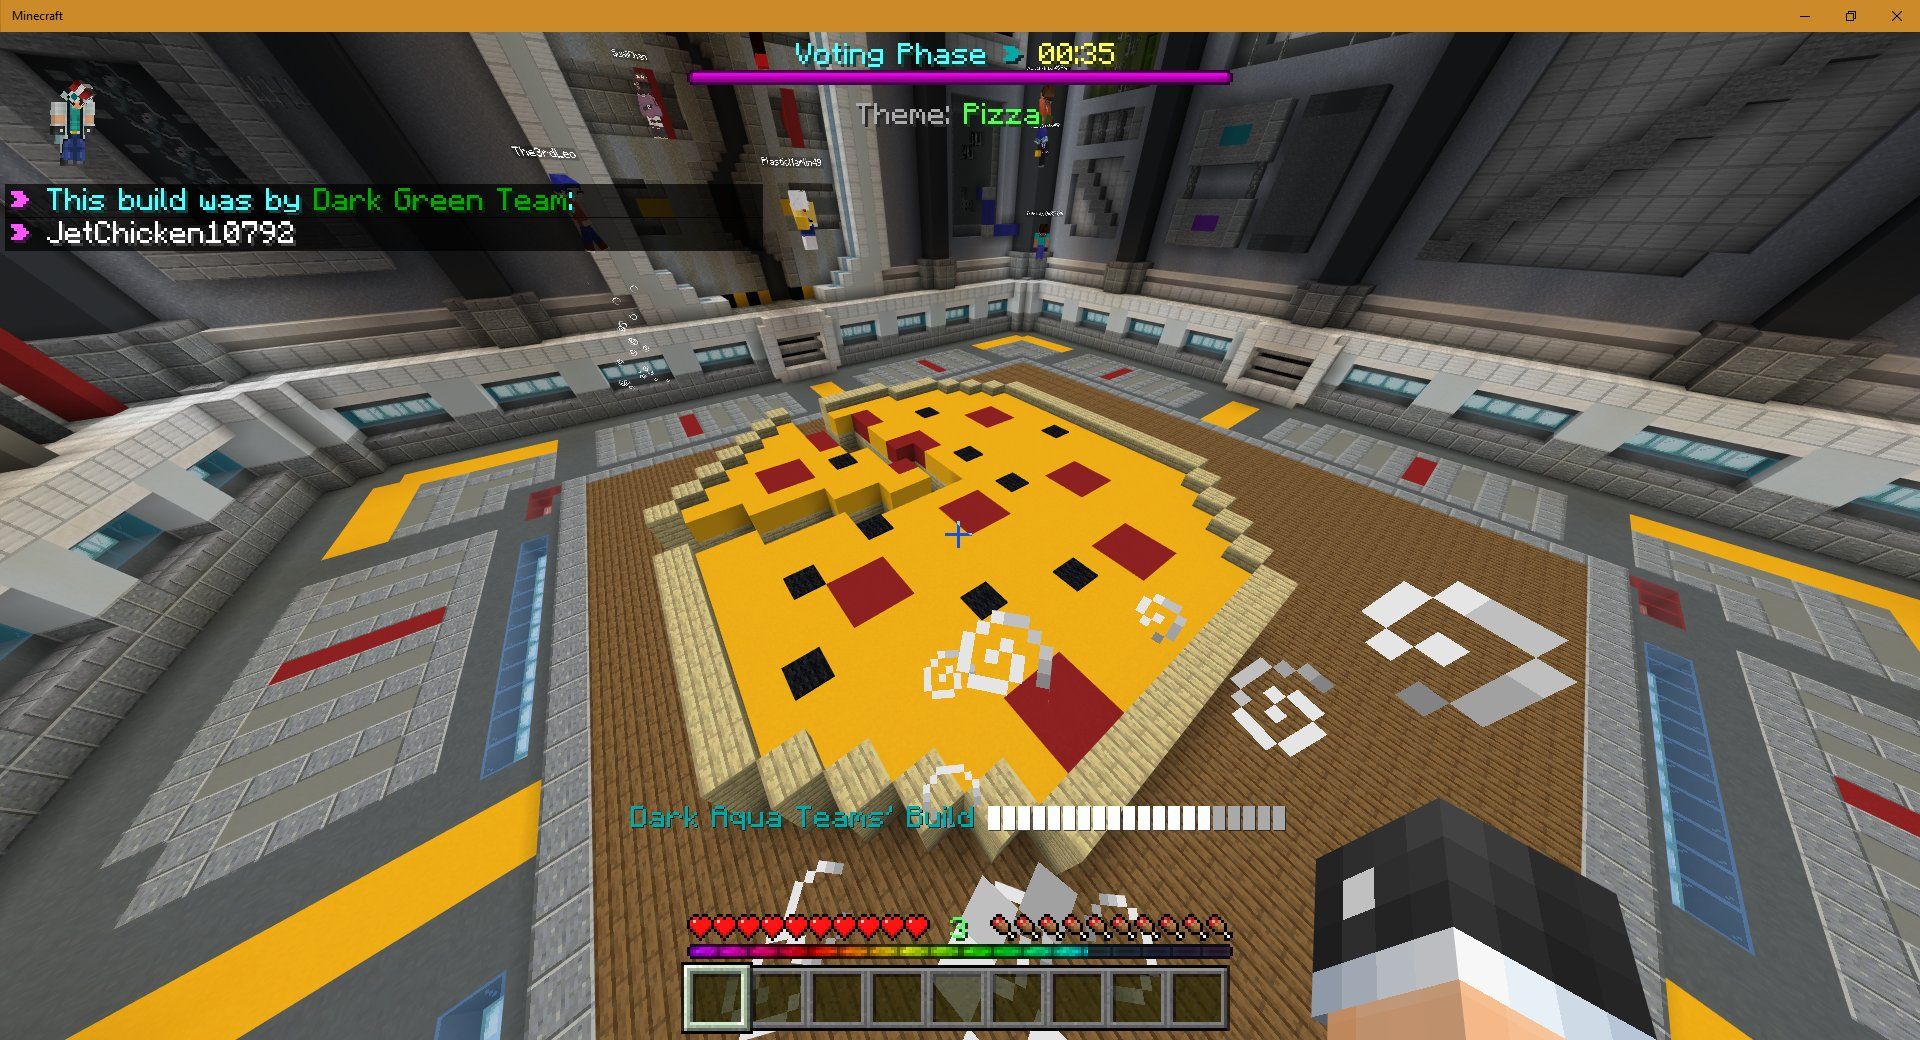 Minecraft
Voting Phase 00:35
Theme: Pizza
The3rdLeo
This build was by Dark Green Team:
JetChicken10792
Dark Aqua Teams' Build
3